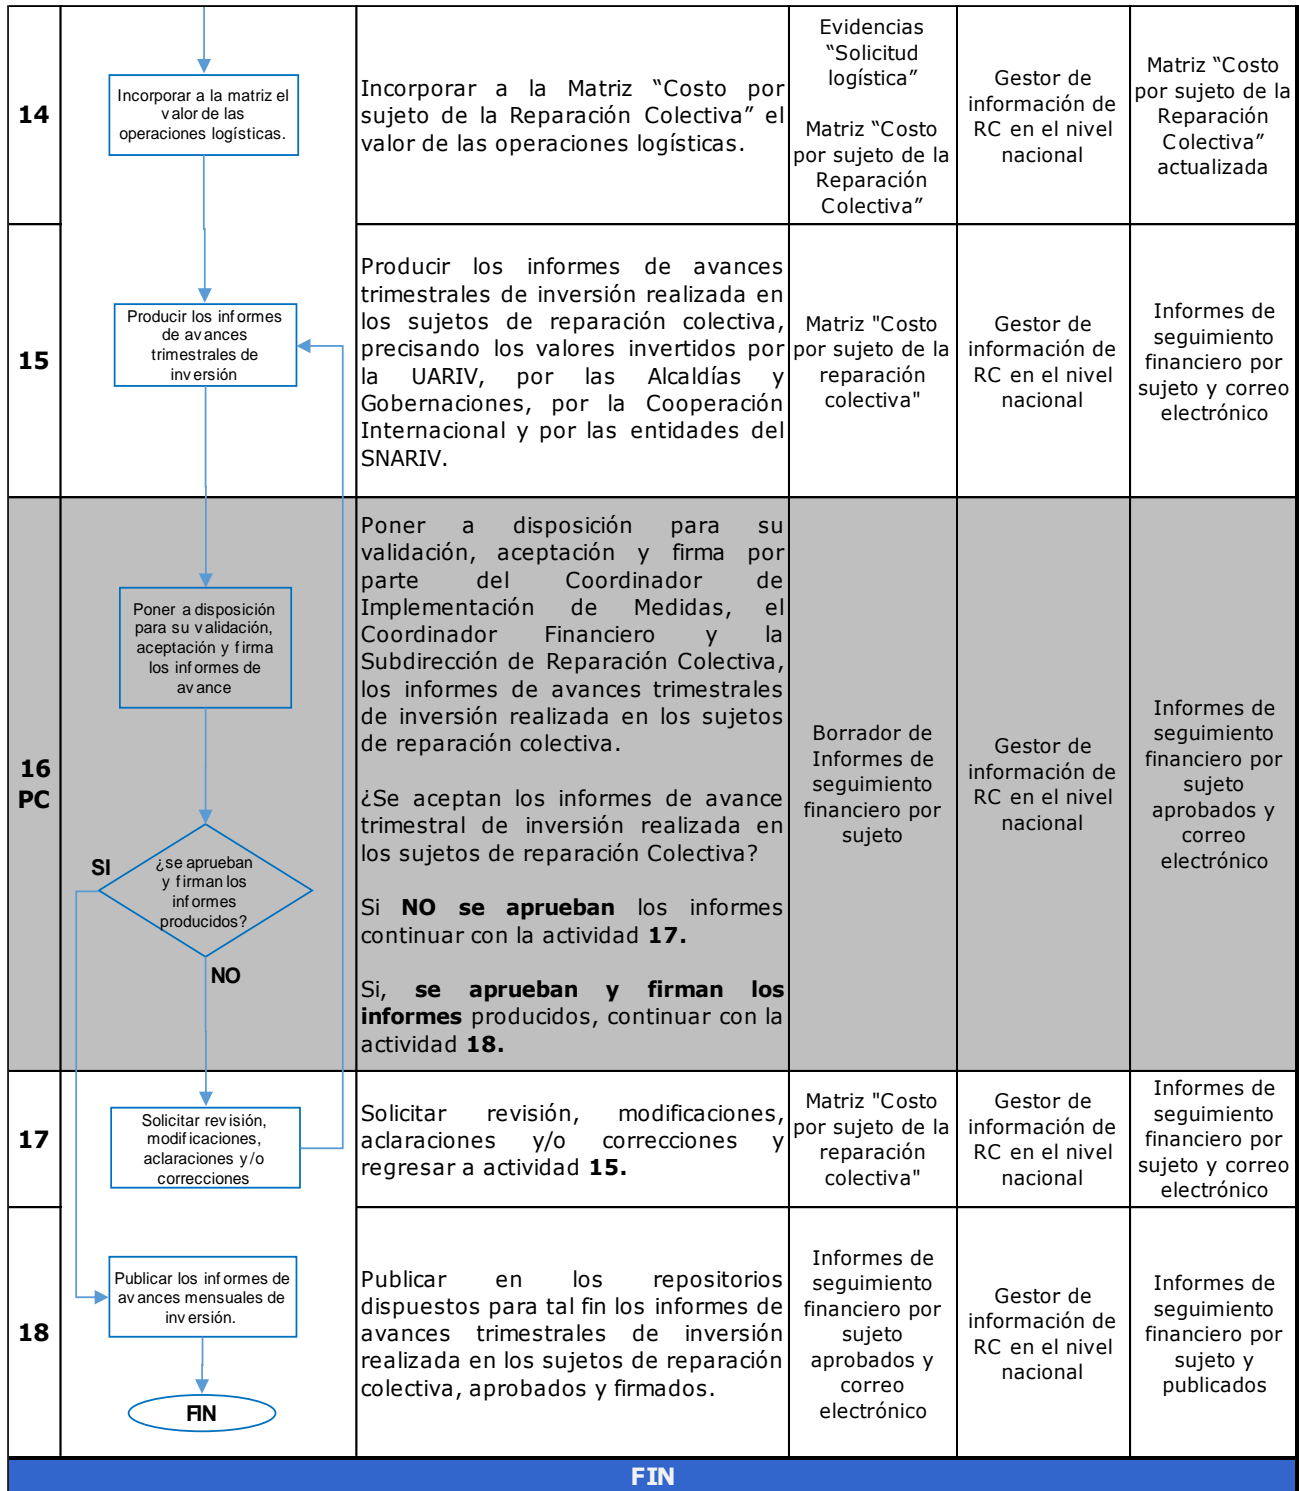 14
Incorporar a la matriz el
valor de las
operaciones logísticas.
Incorporar a la Matriz “Costo por
sujeto de la Reparación Colectiva” el
valor de las operaciones logísticas.
Evidencias
“Solicitud
logística”
Matriz “Costo
por sujeto de la
Reparación
Colectiva”
Gestor de
información de
RC en el nivel
nacional
Matriz “Costo
por sujeto de la
Reparación
Colectiva”
actualizada
15
Producir los informes
de avances
trimestrales de
inversión
Producir los informes de avances
trimestrales de inversión realizada en
los sujetos de reparación colectiva,
precisando los valores invertidos por
la UARIV, por las Alcaldías y
Gobernaciones, por la Cooperación
Internacional y por las entidades del
SNARIV.
Matriz "Costo
por sujeto de la
reparación
colectiva"
Gestor de
información de
RC en el nivel
nacional
Informes de
seguimiento
financiero por
sujeto y correo
electrónico
16
PC
Poner a disposición
para su validación,
aceptación y firma
los informes de
avance
¿se aprueban
y firman los
informes
producidos?
SI
NO
Poner a disposición para su
validación, aceptación y firma por
parte del Coordinador de
Implementación de Medidas, el
Coordinador Financiero y la
Subdirección de Reparación Colectiva,
los informes de avances trimestrales
de inversión realizada en los sujetos
de reparación colectiva.
¿Se aceptan los informes de avance
trimestral de inversión realizada en
los sujetos de reparación Colectiva?
Si NO se aprueban los informes
continuar con la actividad 17.
Si, se aprueban y firman los
informes producidos, continuar con la
actividad 18.
Borrador de
Informes de
seguimiento
financiero por
sujeto
Gestor de
información de
RC en el nivel
nacional
Informes de
seguimiento
financiero por
sujeto
aprobados y
correo
electrónico
17
Solicitar revisión,
modificaciones,
aclaraciones y/o
correcciones
Solicitar revisión, modificaciones,
aclaraciones y/o correcciones y
regresar a actividad 15.
Matriz "Costo
por sujeto de la
reparación
colectiva"
Gestor de
información de
RC en el nivel
nacional
Informes de
seguimiento
financiero por
sujeto y correo
electrónico
18
Publicar los informes de
avances mensuales de
inversión.
FIN
Publicar en los repositorios
dispuestos para tal fin los informes de
avances trimestrales de inversión
realizada en los sujetos de reparación
colectiva, aprobados y firmados.
Informes de
seguimiento
financiero por
sujeto
aprobados y
correo
electrónico
Gestor de
información de
RC en el nivel
nacional
Informes de
seguimiento
financiero por
sujeto y
publicados
FIN